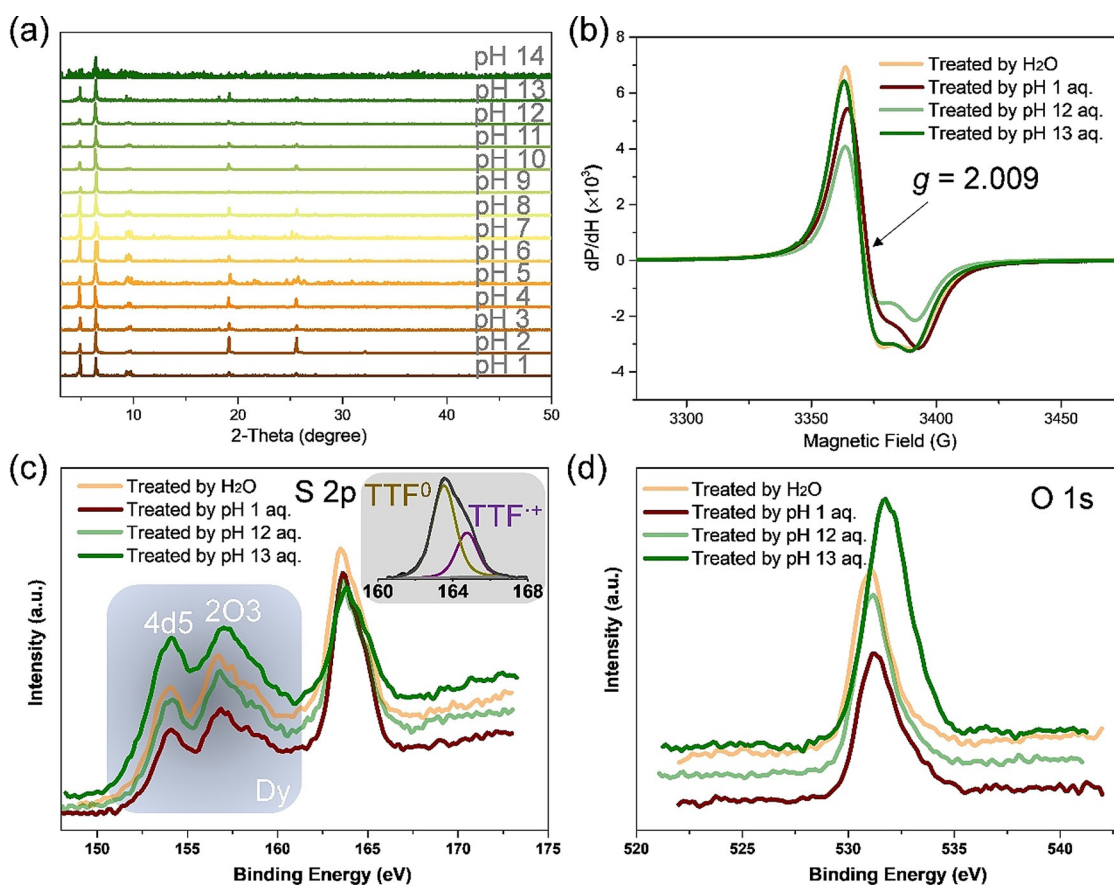 (a)
pH 14
pH 13
pH 12
pH 11
pH 10
pH 9
pH 8
pH 7
pH 6
pH 5
pH 4
pH 3
pH 2
pH 1
10 20 30 40 50
2-Theta (degree)
(b)
8
6
4
2
0
-2
-4
dP/dH (×10³)
Treated by H₂O
Treated by pH 1 aq.
Treated by pH 12 aq.
Treated by pH 13 aq.
g = 2.009
3300 3350 3400 3450
Magnetic Field (G)
(c)
Treated by H₂O
Treated by pH 1 aq.
Treated by pH 12 aq.
Treated by pH 13 aq.
S 2p
TTF⁰
TTF·⁺
160 164 168
4d5 2O3
Dy
Intensity (a.u.)
150 155 160 165 170 175
Binding Energy (eV)
(d)
Treated by H₂O
Treated by pH 1 aq.
Treated by pH 12 aq.
Treated by pH 13 aq.
O 1s
Intensity (a.u.)
520 525 530 535 540
Binding Energy (eV)